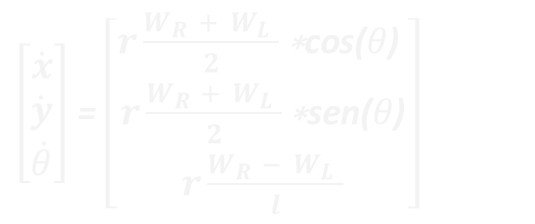 [ẋ ẏ θ̇] = [r (W_R + W_L)/2 *cos(θ)
r (W_R + W_L)/2 *sen(θ)
r (W_R − W_L)/l]